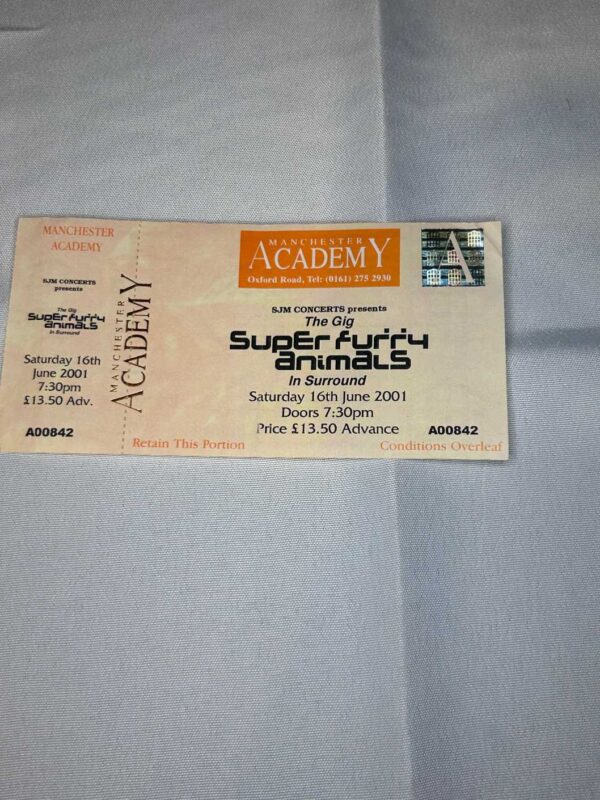 MANCHESTER
ACADEMY
SJM CONCERTS
presents
The Gig
Super furry
animals
In Surround
Saturday 16th
June 2001
7:30pm
£13.50 Adv.
A00842
MANCHESTER
ACADEMY
MANCHESTER
ACADEMY
Oxford Road, Tel: (0161) 275 2930
A
SJM CONCERTS presents
The Gig
Super furry
animals
In Surround
Saturday 16th June 2001
Doors 7:30pm
Price £13.50 Advance
A00842
Retain This Portion
Conditions Overleaf